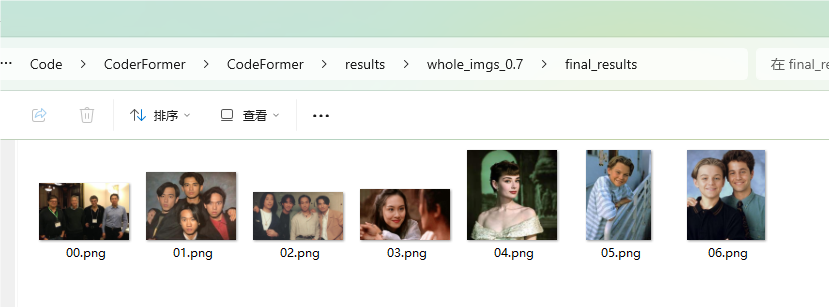 ··· Code > CoderFormer > CodeFormer > results > whole_imgs_0.7 > final_results 在 final_re
排序 查看 ···
00.png 01.png 02.png 03.png 04.png 05.png 06.png